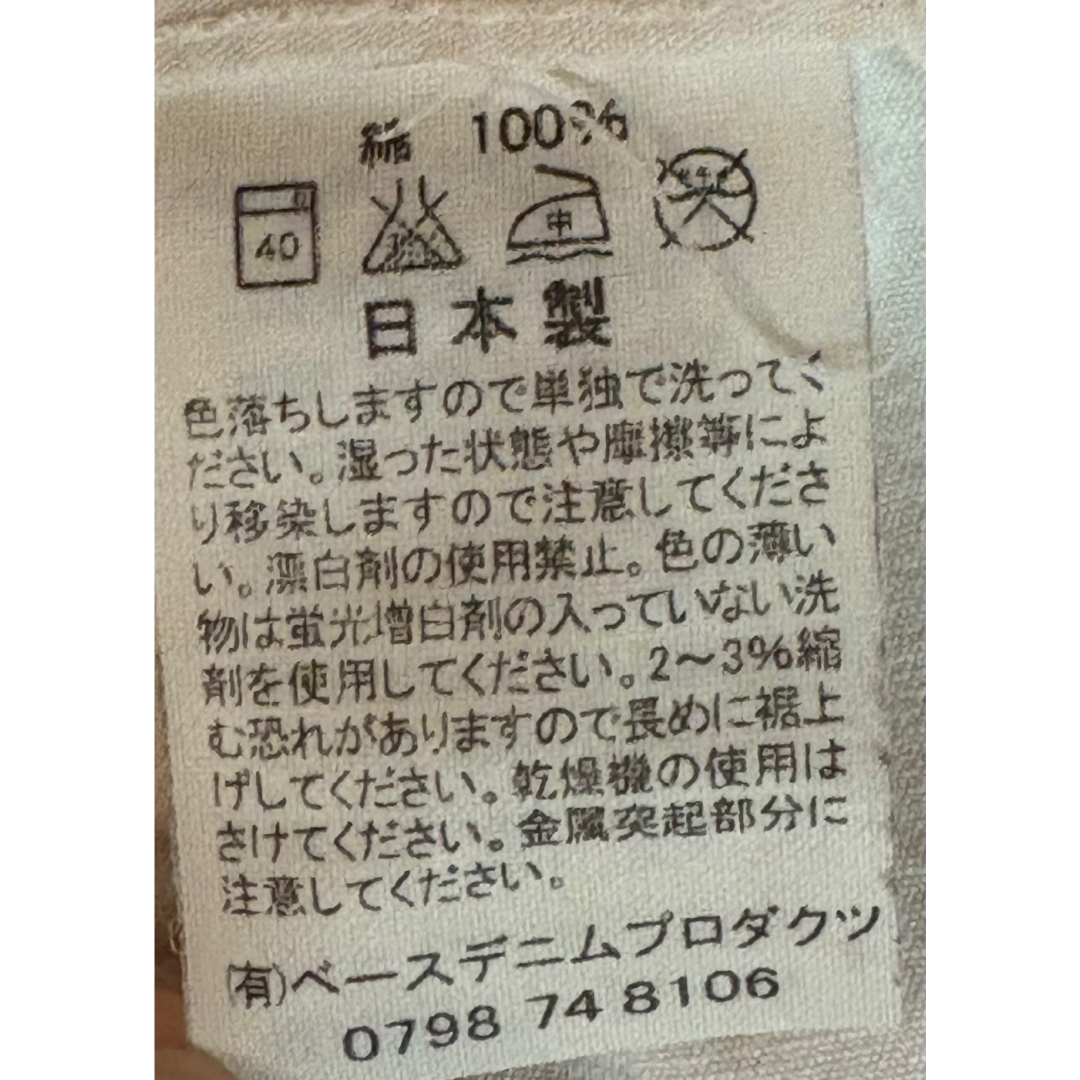 綿 100%
40
中
日本製
色落ちしますので単独で洗ってく
ださい。湿った状態や摩擦等によ
り移染しますので注意してくださ
い。漂白剤の使用禁止。色の薄い
物は蛍光増白剤の入っていない洗
剤を使用してください。2～3%縮
む恐れがありますので長めに裾上
げしてください。乾燥機の使用は
さけてください。金属突起部分に
注意してください。
(有)ベースデニムプロダクツ
0798 74 8106